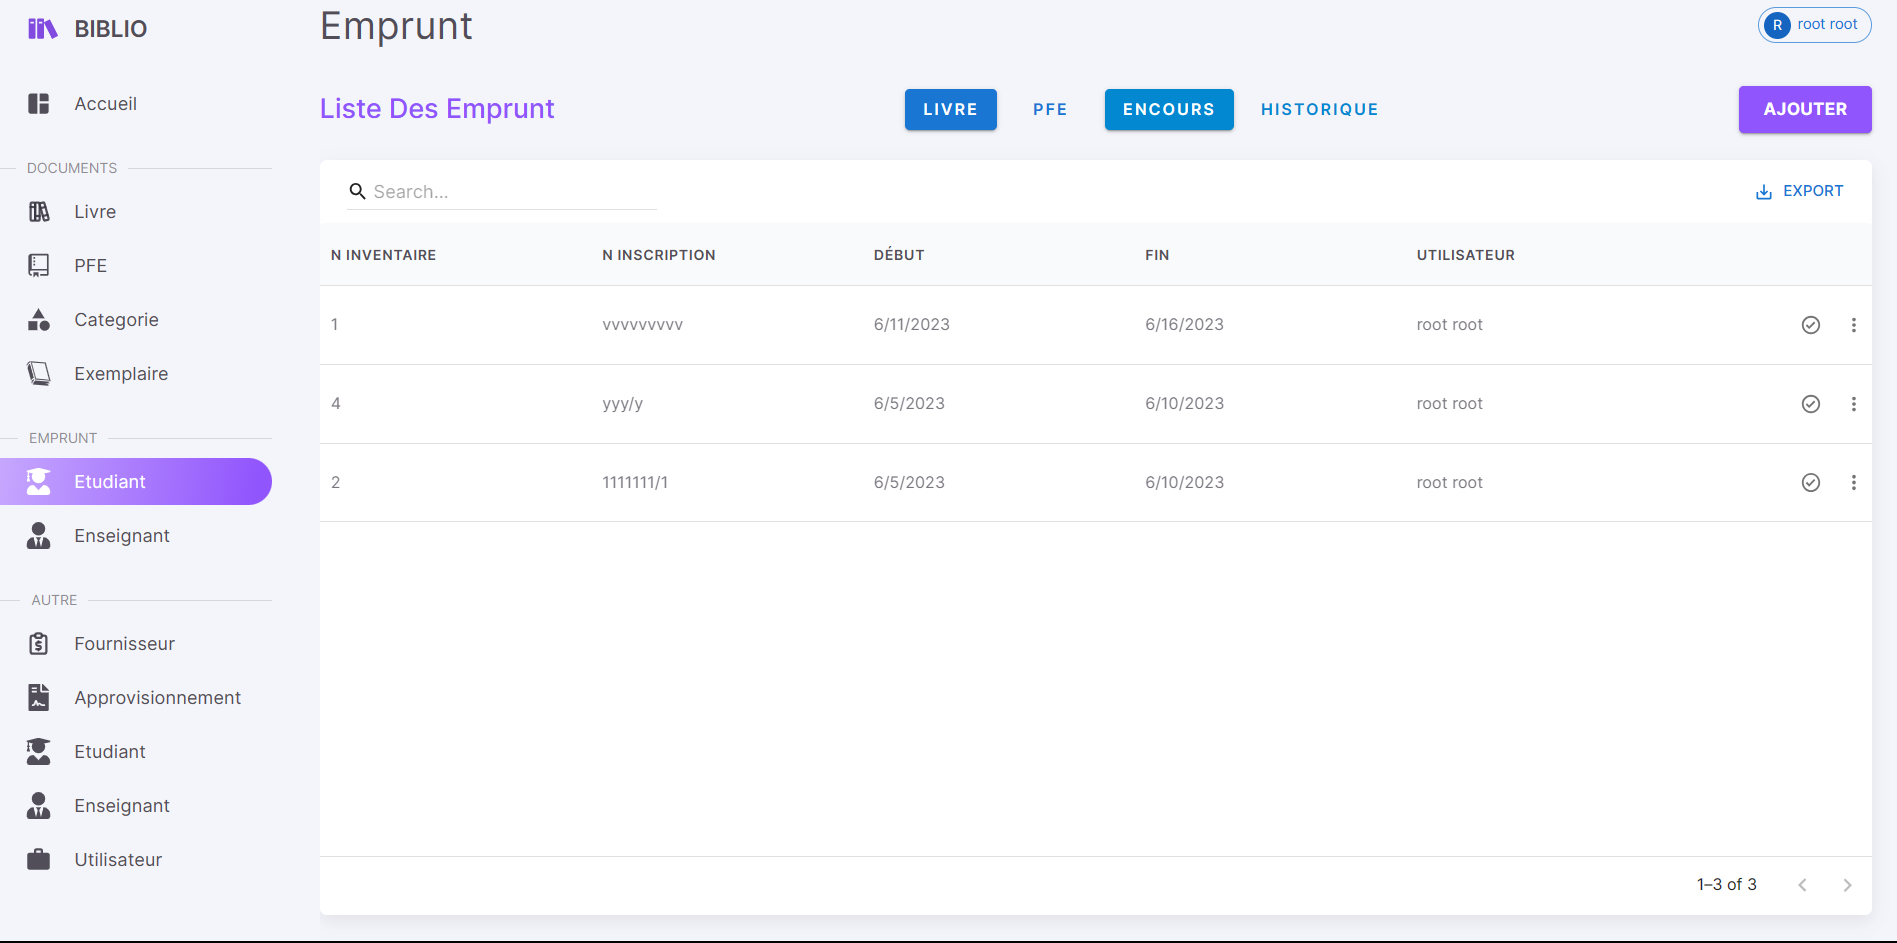 BIBLIO
Accueil
DOCUMENTS
Livre
PFE
Categorie
Exemplaire
EMPRUNT
Etudiant
Enseignant
AUTRE
Fournisseur
Approvisionnement
Etudiant
Enseignant
Utilisateur
Emprunt
R root root
Liste Des Emprunt LIVRE PFE ENCOURS HISTORIQUE AJOUTER
Search... EXPORT
N INVENTAIRE N INSCRIPTION DÉBUT FIN UTILISATEUR
1 vvvvvvvvv 6/11/2023 6/16/2023 root root
4 yyy/y 6/5/2023 6/10/2023 root root
2 1111111/1 6/5/2023 6/10/2023 root root
1–3 of 3